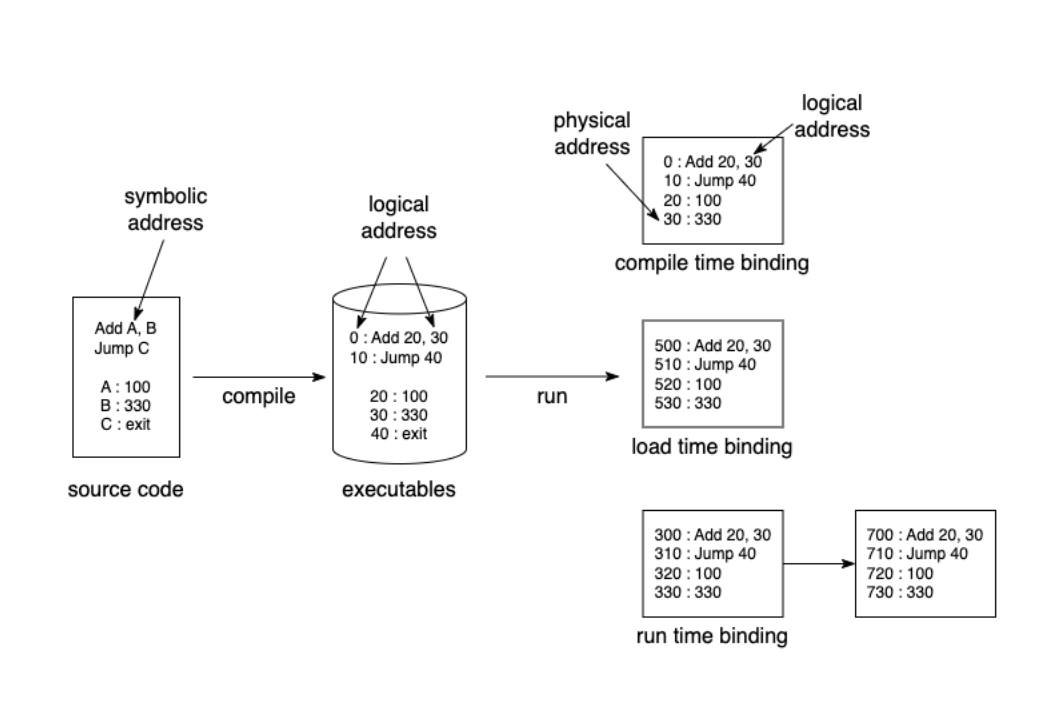 symbolic
address
Add A, B
Jump C
A : 100
B : 330
C : exit
source code
compile
logical
address
0 : Add 20, 30
10 : Jump 40
20 : 100
30 : 330
40 : exit
executables
run
physical
address
logical
address
0 : Add 20, 30
10 : Jump 40
20 : 100
30 : 330
compile time binding
500 : Add 20, 30
510 : Jump 40
520 : 100
530 : 330
load time binding
300 : Add 20, 30
310 : Jump 40
320 : 100
330 : 330
run time binding
700 : Add 20, 30
710 : Jump 40
720 : 100
730 : 330